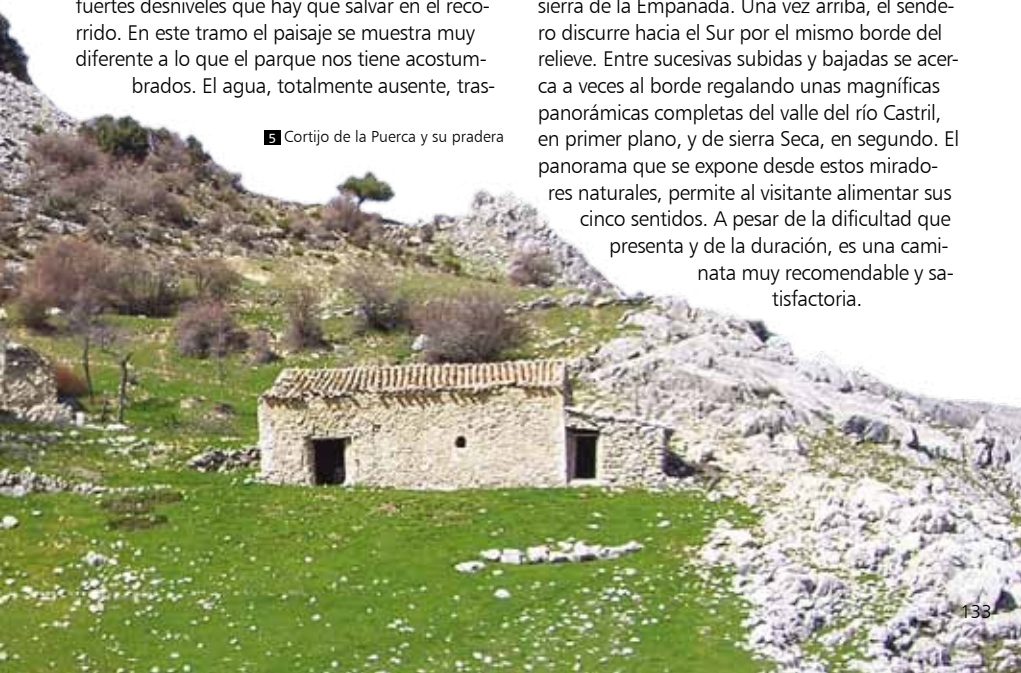 fuertes desniveles que hay que salvar en el reco-
rrido. En este tramo el paisaje se muestra muy
diferente a lo que el parque nos tiene acostum-
brados. El agua, totalmente ausente, tras-
5 Cortijo de la Puerca y su pradera
sierra de la Empanada. Una vez arriba, el sende-
ro discurre hacia el Sur por el mismo borde del
relieve. Entre sucesivas subidas y bajadas se acer-
ca a veces al borde regalando unas magníficas
panorámicas completas del valle del río Castril,
en primer plano, y de sierra Seca, en segundo. El
panorama que se expone desde estos mirado-
res naturales, permite al visitante alimentar sus
cinco sentidos. A pesar de la dificultad que
presenta y de la duración, es una cami-
nata muy recomendable y sa-
tisfactoria.
133